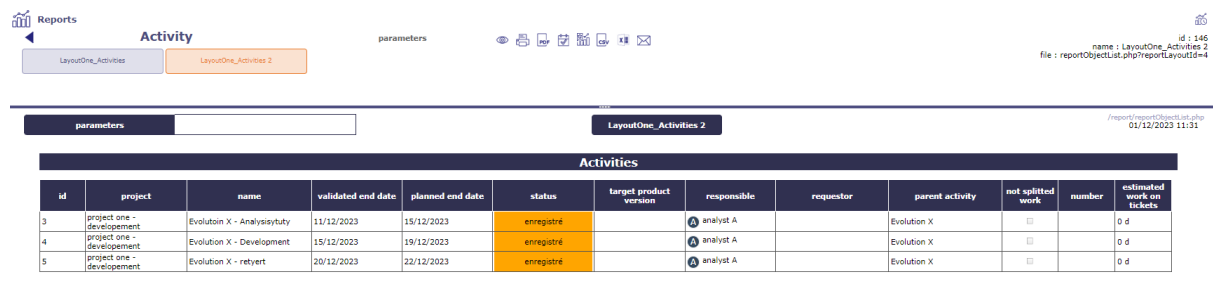 Reports
Activity
parameters
PDF
CSV
id : 146
name : LayoutOne_Activities 2
file : reportObjectList.php?reportLayoutId=4
LayoutOne_Activities
LayoutOne_Activities 2
parameters
LayoutOne_Activities 2
/report/reportObjectList.php
01/12/2023 11:31
Activities
id project name validated end date planned end date status target product version responsible requestor parent activity not splitted work number estimated work on tickets
3 project one - developement Evolutoin X - Analysisytuty 11/12/2023 15/12/2023 enregistré A analyst A Evolution X 0 d
4 project one - developement Evolution X - Development 15/12/2023 19/12/2023 enregistré A analyst A Evolution X 0 d
5 project one - developement Evolution X - retyert 20/12/2023 22/12/2023 enregistré A analyst A Evolution X 0 d